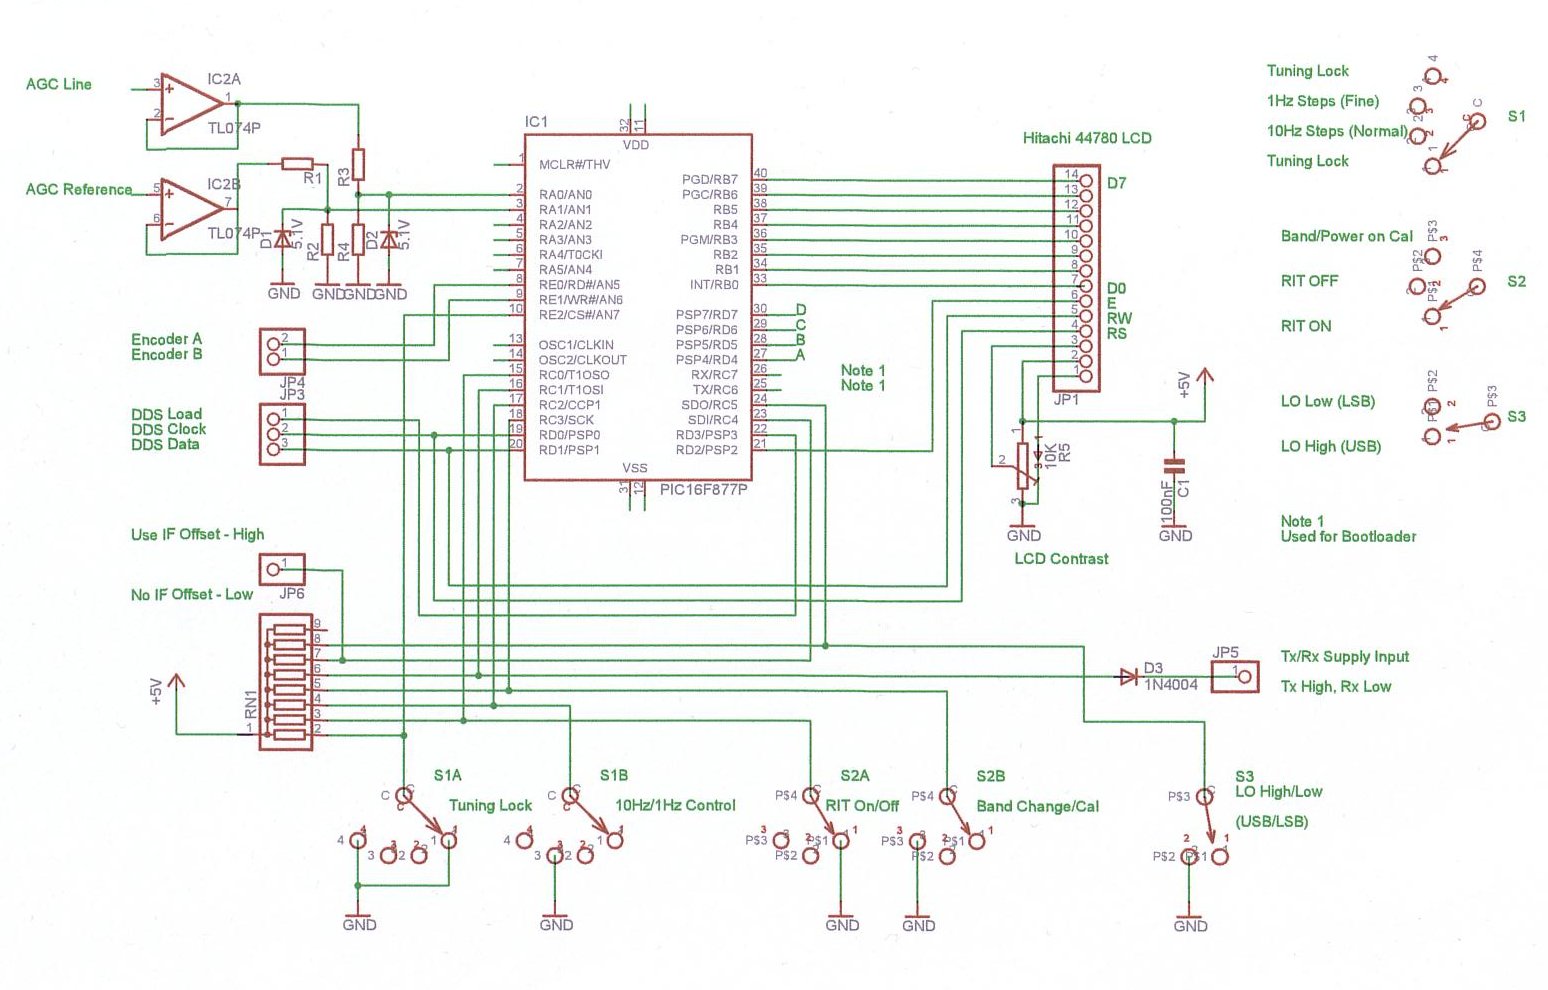 AGC Line
3
2
IC2A
1
TL074P
AGC Reference
5
6
IC2B
7
TL074P
R1
R3
D1
5.1V
R2
R4
D2
5.1V
GND
GND
GND
GND
Encoder A
Encoder B
2
1
JP4
JP3
DDS Load
DDS Clock
DDS Data
1
2
3
Use IF Offset - High
1
JP6
No IF Offset - Low
+5V
RN1
1
9
8
7
6
5
4
3
2
IC1
32
11
VDD
1 MCLR#/THV
2 RA0/AN0
3 RA1/AN1
4 RA2/AN2
5 RA3/AN3
6 RA4/T0CKI
7 RA5/AN4
8 RE0/RD#/AN5
9 RE1/WR#/AN6
10 RE2/CS#/AN7
13 OSC1/CLKIN
14 OSC2/CLKOUT
15 RC0/T1OSO
16 RC1/T1OSI
17 RC2/CCP1
18 RC3/SCK
19 RD0/PSP0
20 RD1/PSP1
PGD/RB7 40
PGC/RB6 39
RB5 38
RB4 37
PGM/RB3 36
RB2 35
RB1 34
INT/RB0 33
PSP7/RD7 30 D
PSP6/RD6 29 C
PSP5/RD5 28 B
PSP4/RD4 27 A
RX/RC7 26
TX/RC6 25
SDO/RC5 24
SDI/RC4 23
RD3/PSP3 22
RD2/PSP2 21
VSS
31
12
PIC16F877P
Note 1
Note 1
Hitachi 44780 LCD
14 D7
13
12
11
10
9
8
7 D0
6 E
5 RW
4 RS
3
2
1
JP1
+5V
1
2
3
10K
R5
GND
LCD Contrast
100nF
C1
GND
Tuning Lock
1Hz Steps (Fine)
10Hz Steps (Normal)
Tuning Lock
4
4
3
3
2
2
1
1
C
C
S1
Band/Power on Cal
RIT OFF
RIT ON
P$3
3
P$2
2
P$1
1
P$4
S2
LO Low (LSB)
LO High (USB)
P$2
2
P$1
1
P$3
S3
Note 1
Used for Bootloader
D3
1N4004
JP5
1
Tx/Rx Supply Input
Tx High, Rx Low
S1A
C
C
Tuning Lock
4
4
3
3
2
2
1
1
GND
S1B
C
C
10Hz/1Hz Control
4
4
3
3
2
2
1
1
GND
S2A
P$4
RIT On/Off
P$3
3
P$2
2
P$1
1
GND
S2B
P$4
Band Change/Cal
P$3
3
P$2
2
P$1
1
GND
S3
LO High/Low
(USB/LSB)
P$3
P$2
2
P$1
1
GND